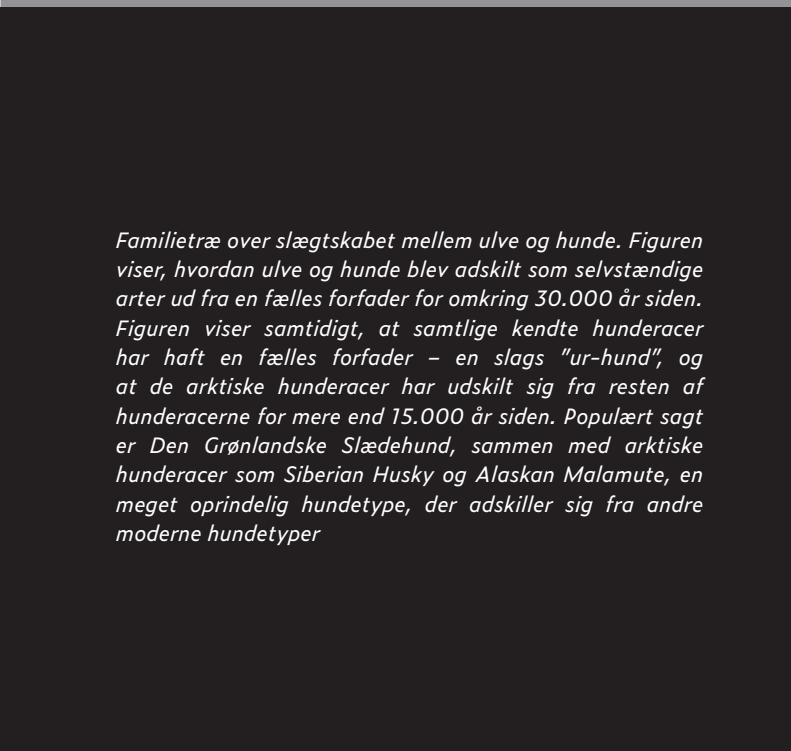 Familietræ over slægtskabet mellem ulve og hunde. Figuren
viser, hvordan ulve og hunde blev adskilt som selvstændige
arter ud fra en fælles forfader for omkring 30.000 år siden.
Figuren viser samtidigt, at samtlige kendte hunderacer
har haft en fælles forfader – en slags ”ur-hund”, og
at de arktiske hunderacer har udskilt sig fra resten af
hunderacerne for mere end 15.000 år siden. Populært sagt
er Den Grønlandske Slædehund, sammen med arktiske
hunderacer som Siberian Husky og Alaskan Malamute, en
meget oprindelig hundetype, der adskiller sig fra andre
moderne hundetyper